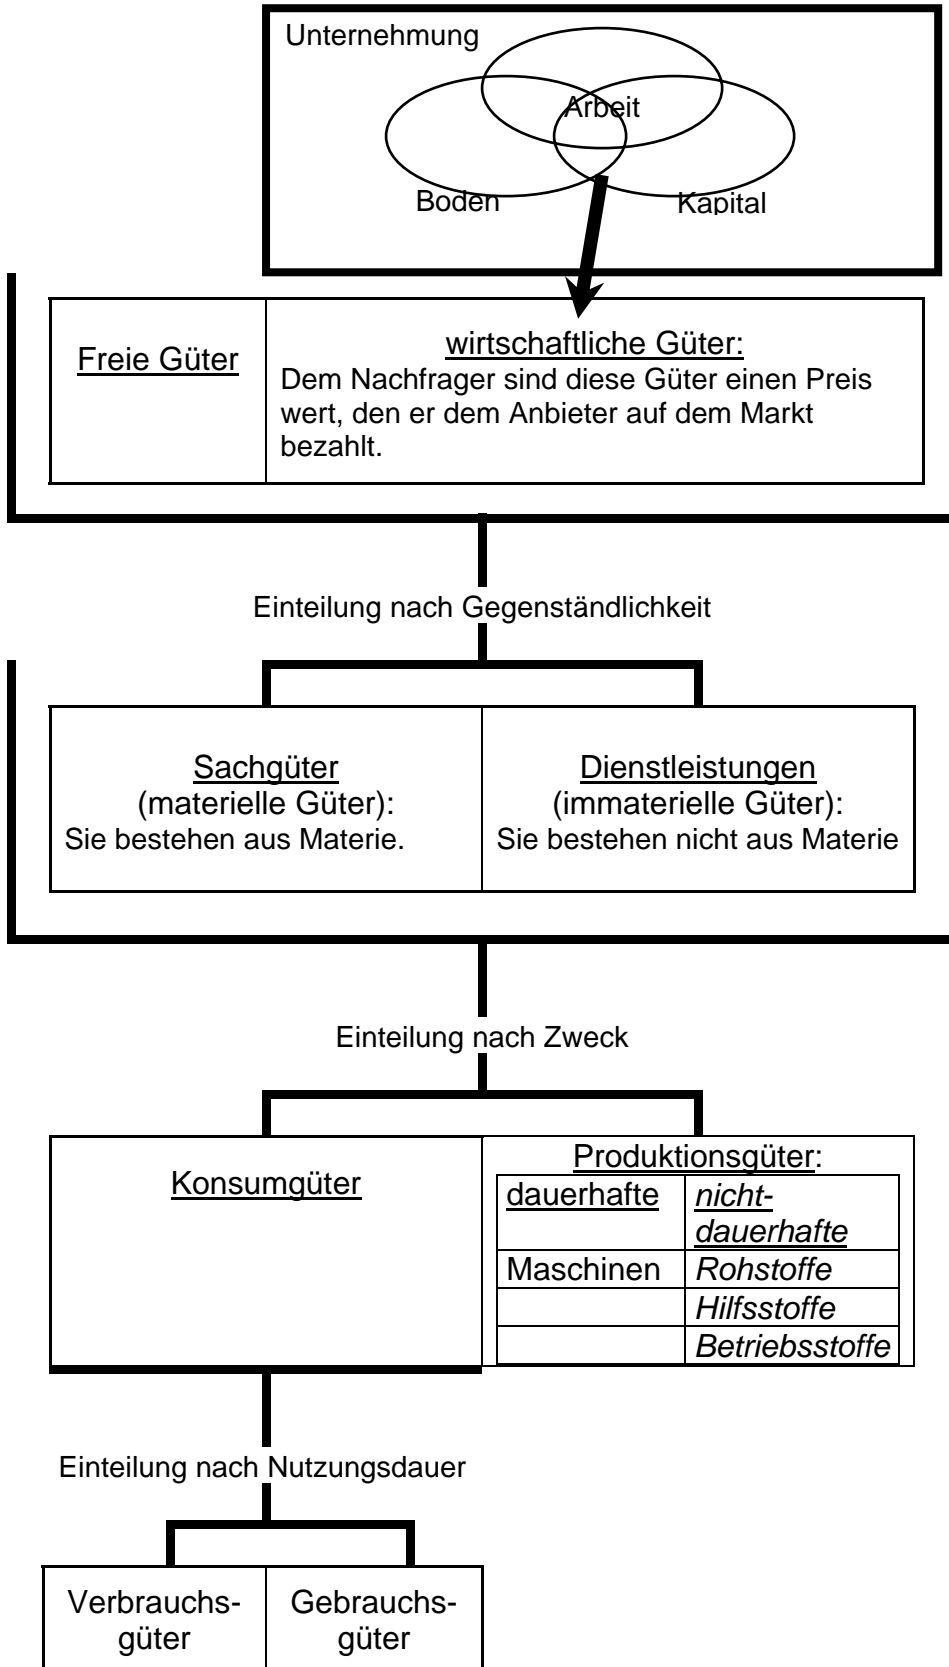 Unternehmung
Arbeit
Boden
Kapital
Freie Güter
wirtschaftliche Güter:
Dem Nachfrager sind diese Güter einen Preis
wert, den er dem Anbieter auf dem Markt
bezahlt.
Einteilung nach Gegenständlichkeit
Sachgüter
(materielle Güter):
Sie bestehen aus Materie.
Dienstleistungen
(immaterielle Güter):
Sie bestehen nicht aus Materie
Einteilung nach Zweck
Konsumgüter
Produktionsgüter:
dauerhafte
nicht-
dauerhafte
Maschinen
Rohstoffe
Hilfsstoffe
Betriebsstoffe
Einteilung nach Nutzungsdauer
Verbrauchs-
güter
Gebrauchs-
güter